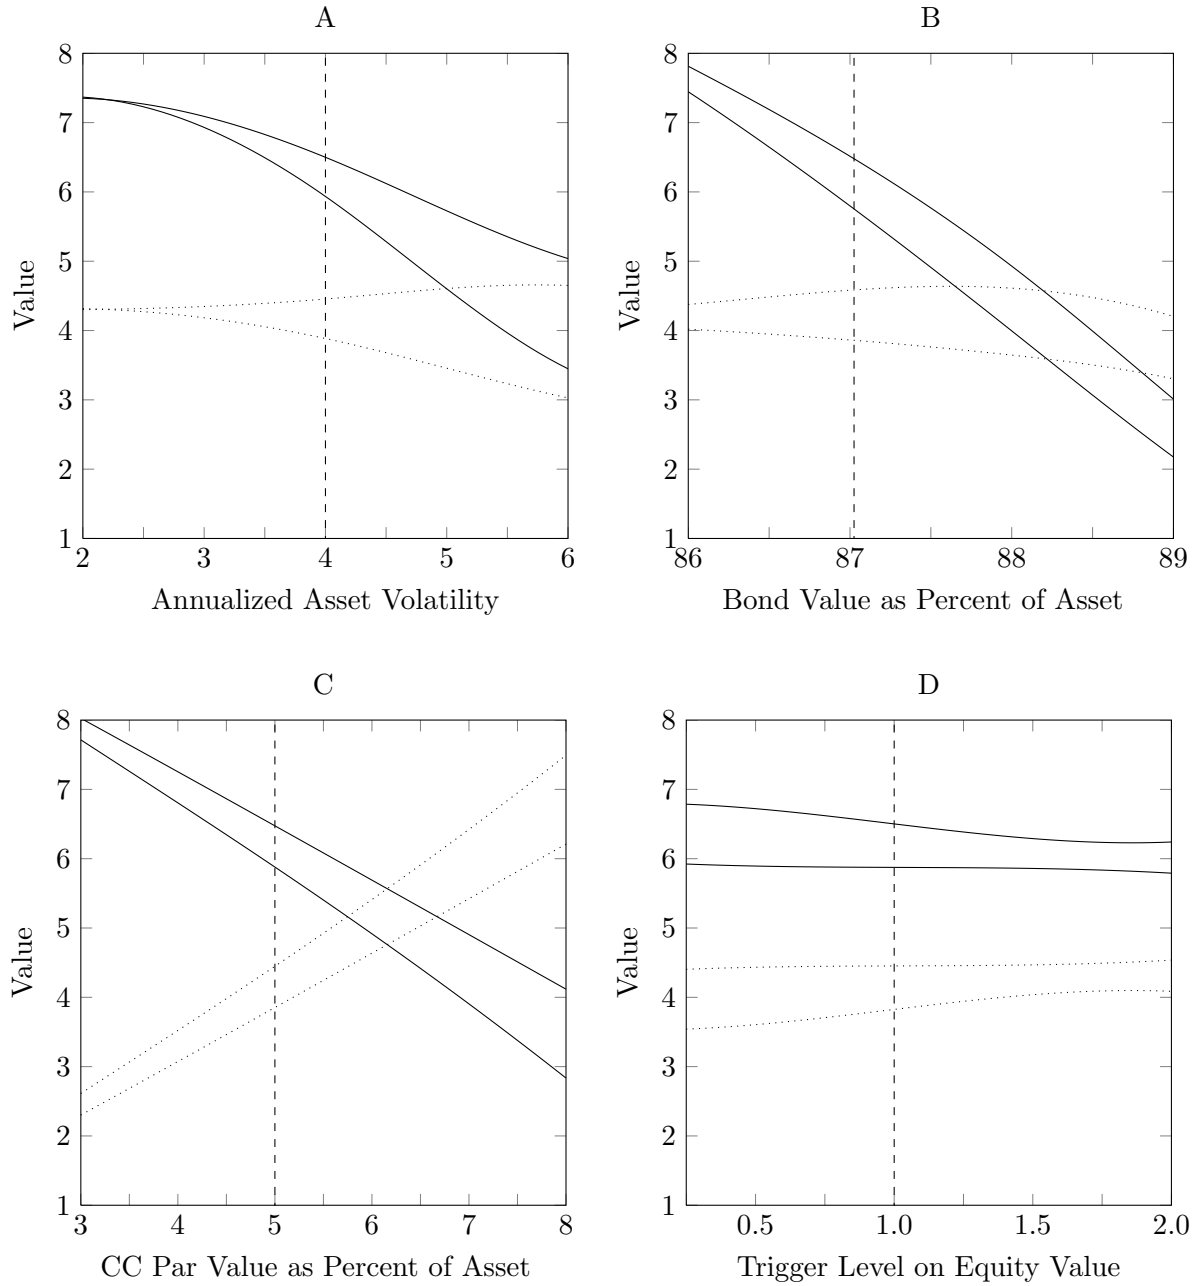 A
8
7
6
5
4
3
2
1
Value
2 3 4 5 6
Annualized Asset Volatility
B
8
7
6
5
4
3
2
1
Value
86 87 88 89
Bond Value as Percent of Asset
C
8
7
6
5
4
3
2
1
Value
3 4 5 6 7 8
CC Par Value as Percent of Asset
D
8
7
6
5
4
3
2
1
Value
0.5 1.0 1.5 2.0
Trigger Level on Equity Value